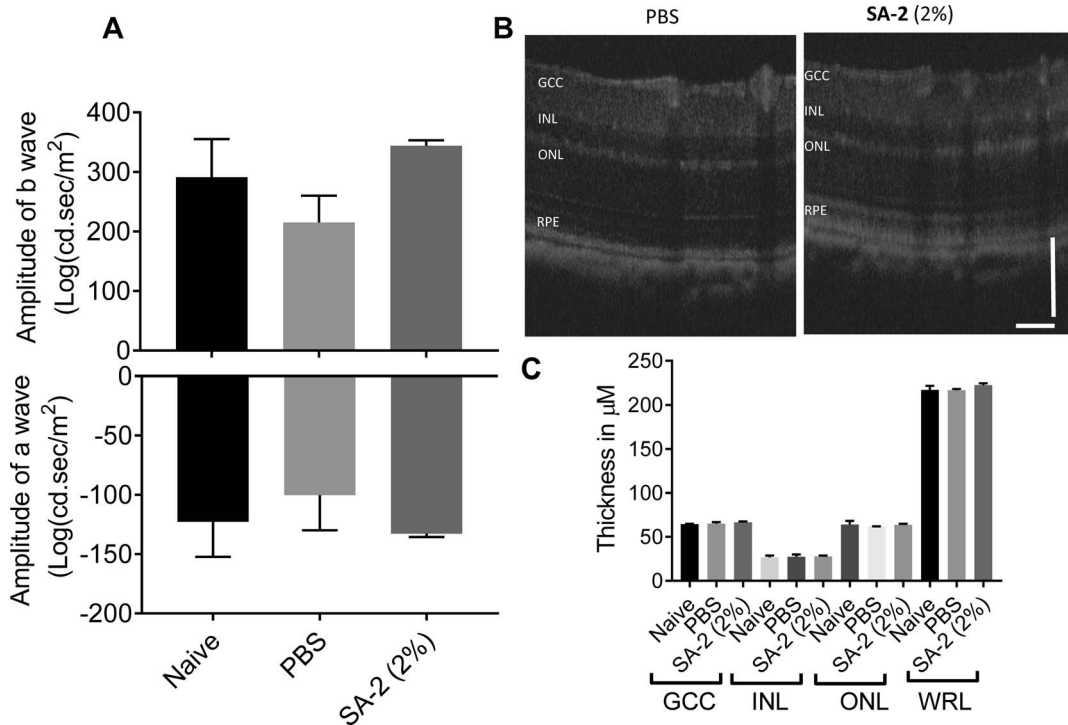 A
Amplitude of b wave
(Log(cd.sec/m²)
400
300
200
100
0
Amplitude of a wave
(Log(cd.sec/m²)
0
-50
-100
-150
-200
Naive
PBS
SA-2 (2%)
B
PBS
SA-2 (2%)
GCC
INL
ONL
RPE
GCC
INL
ONL
RPE
C
Thickness in μM
250
200
150
100
50
0
Naive
PBS
SA-2 (2%)
Naive
PBS
SA-2 (2%)
Naive
PBS
SA-2 (2%)
Naive
PBS
SA-2 (2%)
GCC
INL
ONL
WRL